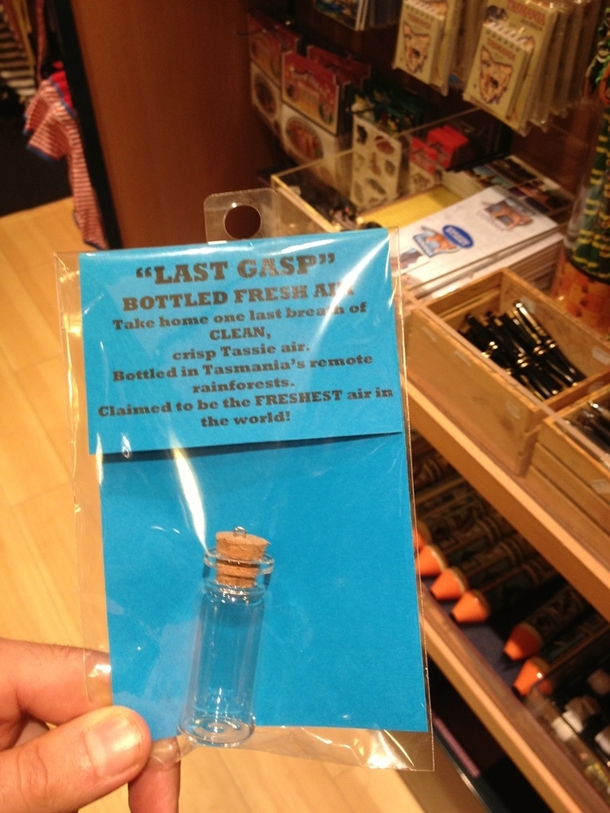 “LAST GASP”
BOTTLED FRESH AIR
Take home one last breath of
CLEAN,
crisp Tassie air.
Bottled in Tasmania's remote
rainforests.
Claimed to be the FRESHEST air in
the world!